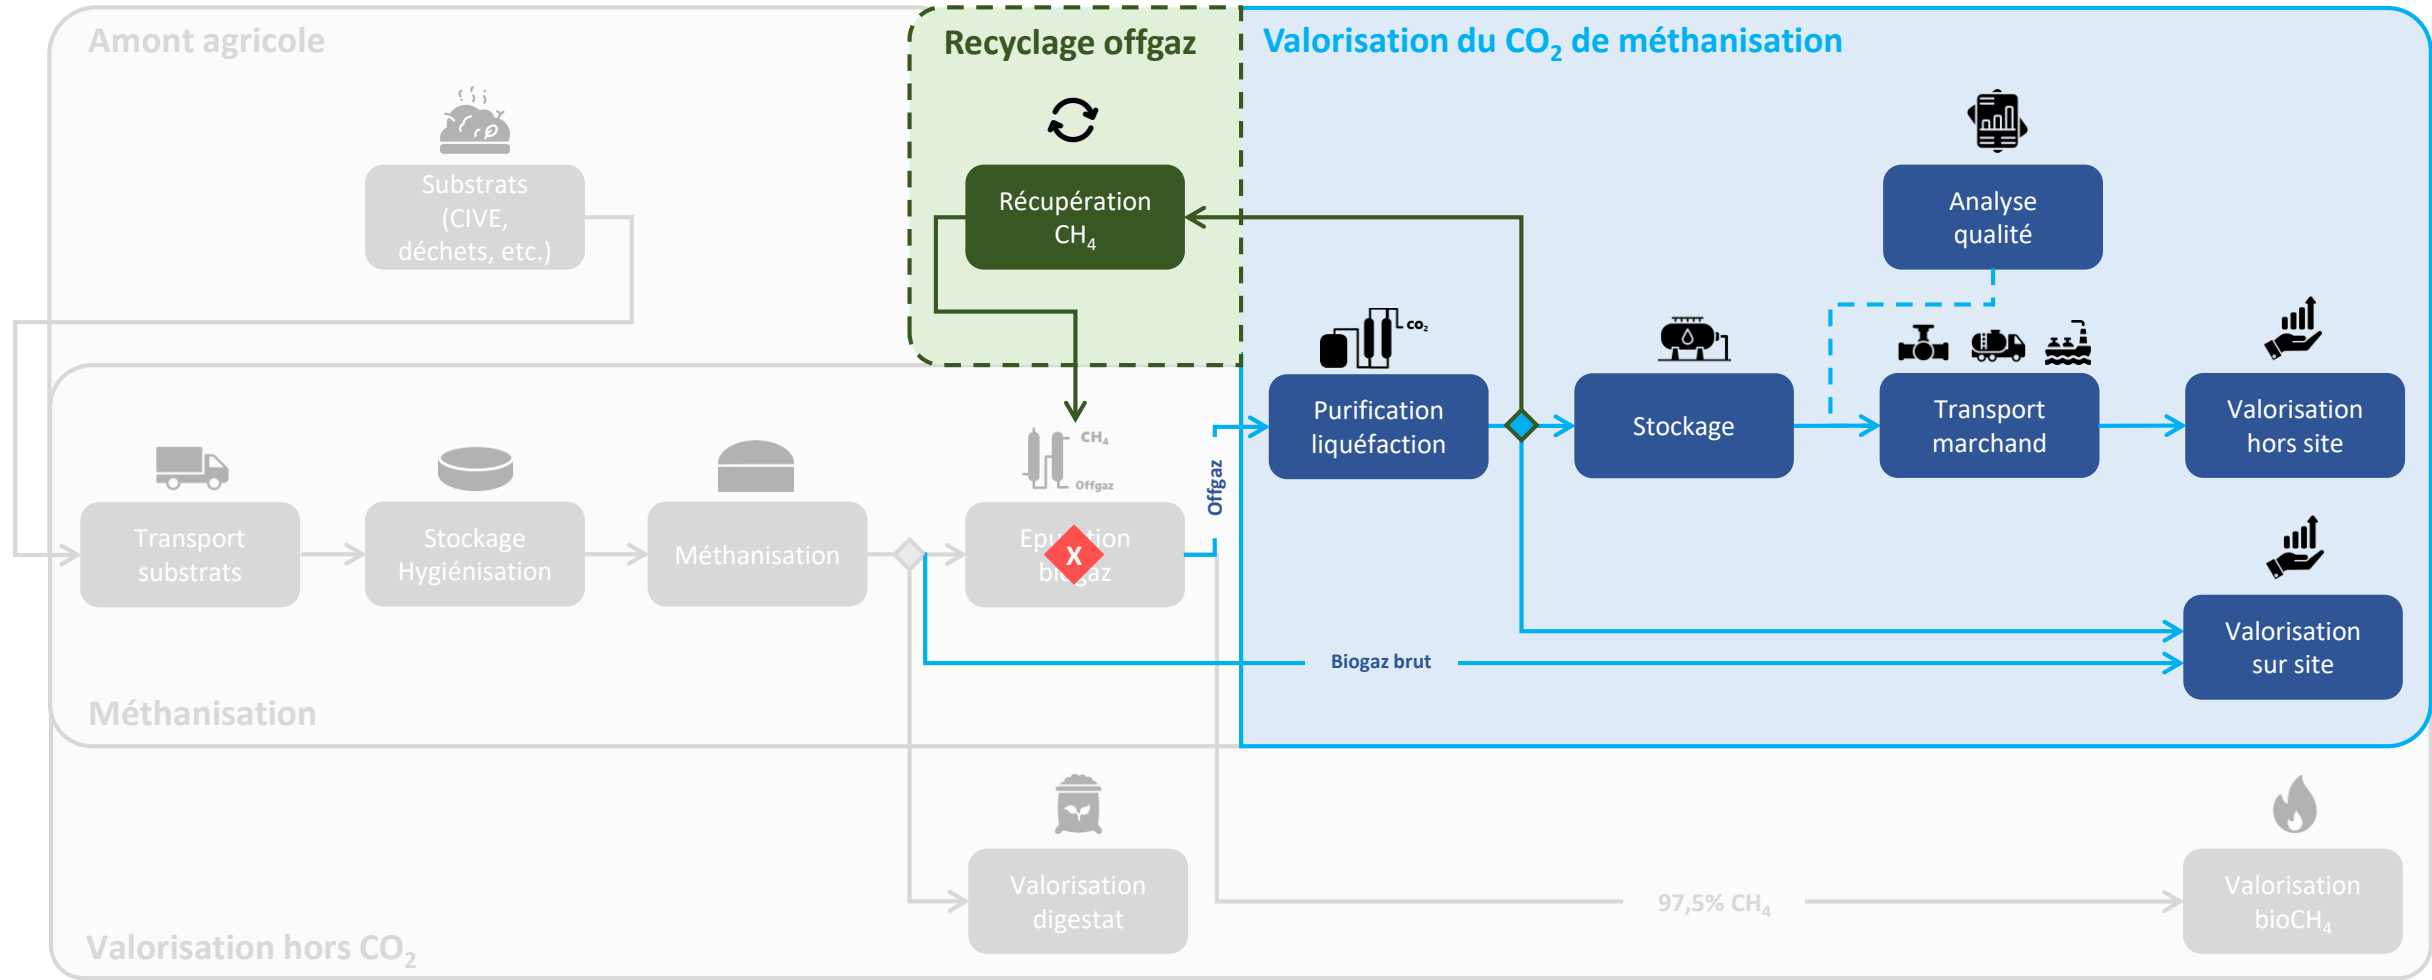 Amont agricole
Recyclage offgaz
Valorisation du CO₂ de méthanisation
Substrats
(CIVE,
déchets, etc.)
Récupération
CH₄
Analyse
qualité
CO₂
Purification
liquéfaction
Stockage
Transport
marchand
Valorisation
hors site
CH₄
Offgaz
Offgaz
Transport
substrats
Stockage
Hygiénisation
Méthanisation
Epuration
biogaz
X
Valorisation
sur site
Biogaz brut
Méthanisation
Valorisation
digestat
97,5% CH₄
Valorisation
bioCH₄
Valorisation hors CO₂